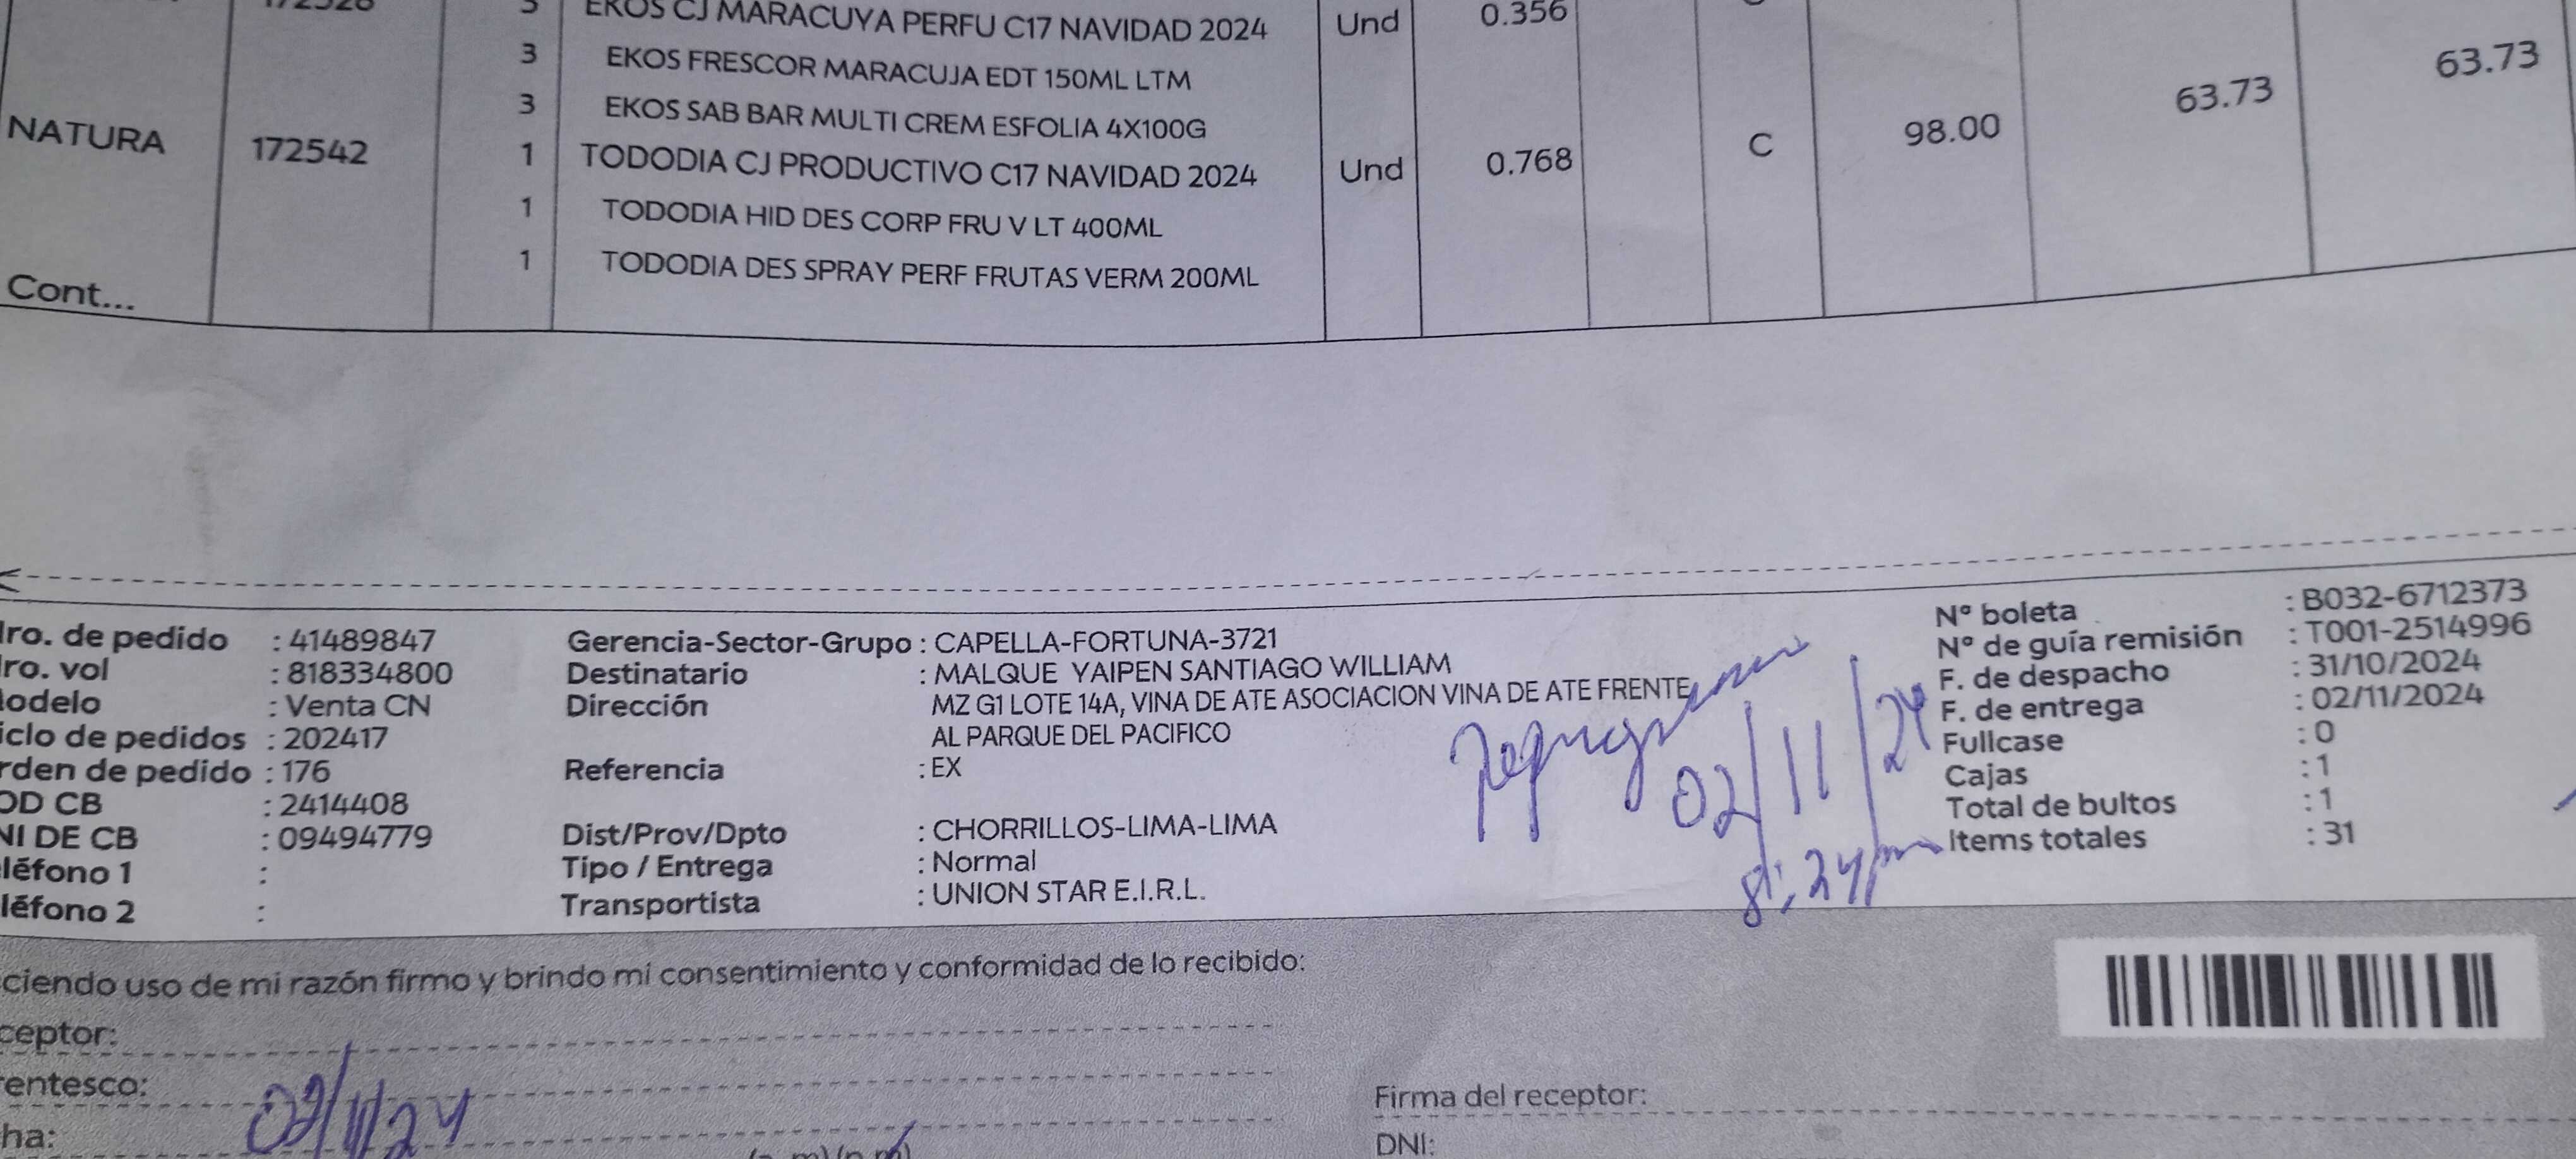 3 EKOS CJ MARACUYA PERFU C17 NAVIDAD 2024 Und 0.356
3 EKOS FRESCOR MARACUJA EDT 150ML LTM
3 EKOS SAB BAR MULTI CREM ESFOLIA 4X100G
NATURA 172542 1 TODODIA CJ PRODUCTIVO C17 NAVIDAD 2024 Und 0.768 C 98.00 63.73 63.73
1 TODODIA HID DES CORP FRU V LT 400ML
1 TODODIA DES SPRAY PERF FRUTAS VERM 200ML
Cont...
ro. de pedido : 41489847
ro. vol : 818334800
odelo : Venta CN
iclo de pedidos : 202417
rden de pedido : 176
OD CB : 2414408
NI DE CB : 09494779
léfono 1 :
léfono 2 :
Gerencia-Sector-Grupo : CAPELLA-FORTUNA-3721
Destinatario : MALQUE YAIPEN SANTIAGO WILLIAM
Dirección MZ G1 LOTE 14A, VINA DE ATE ASOCIACION VINA DE ATE FRENTE
AL PARQUE DEL PACIFICO
Referencia : EX
Dist/Prov/Dpto : CHORRILLOS-LIMA-LIMA
Tipo / Entrega : Normal
Transportista : UNION STAR E.I.R.L.
02/11/24
8:24pm
N° boleta : B032-6712373
N° de guía remisión : T001-2514996
F. de despacho : 31/10/2024
F. de entrega : 02/11/2024
Fullcase : 0
Cajas : 1
Total de bultos : 1
Items totales : 31
ciendo uso de mi razón firmo y brindo mi consentimiento y conformidad de lo recibido:
ceptor:
entesco:
ha: 02/11/24
Firma del receptor:
DNI: